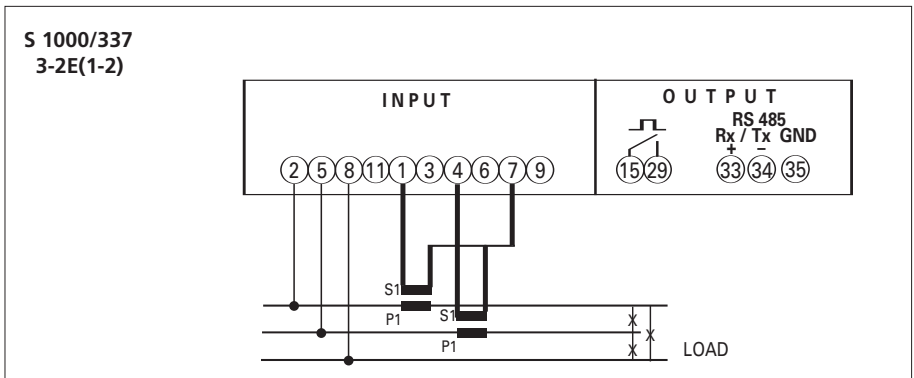 S 1000/337
3-2E(1-2)
INPUT
OUTPUT
RS 485
Rx / Tx GND
+ –
2 5 8 11 1 3 4 6 7 9
15 29 33 34 35
S1
P1
S1
P1
X X X
LOAD